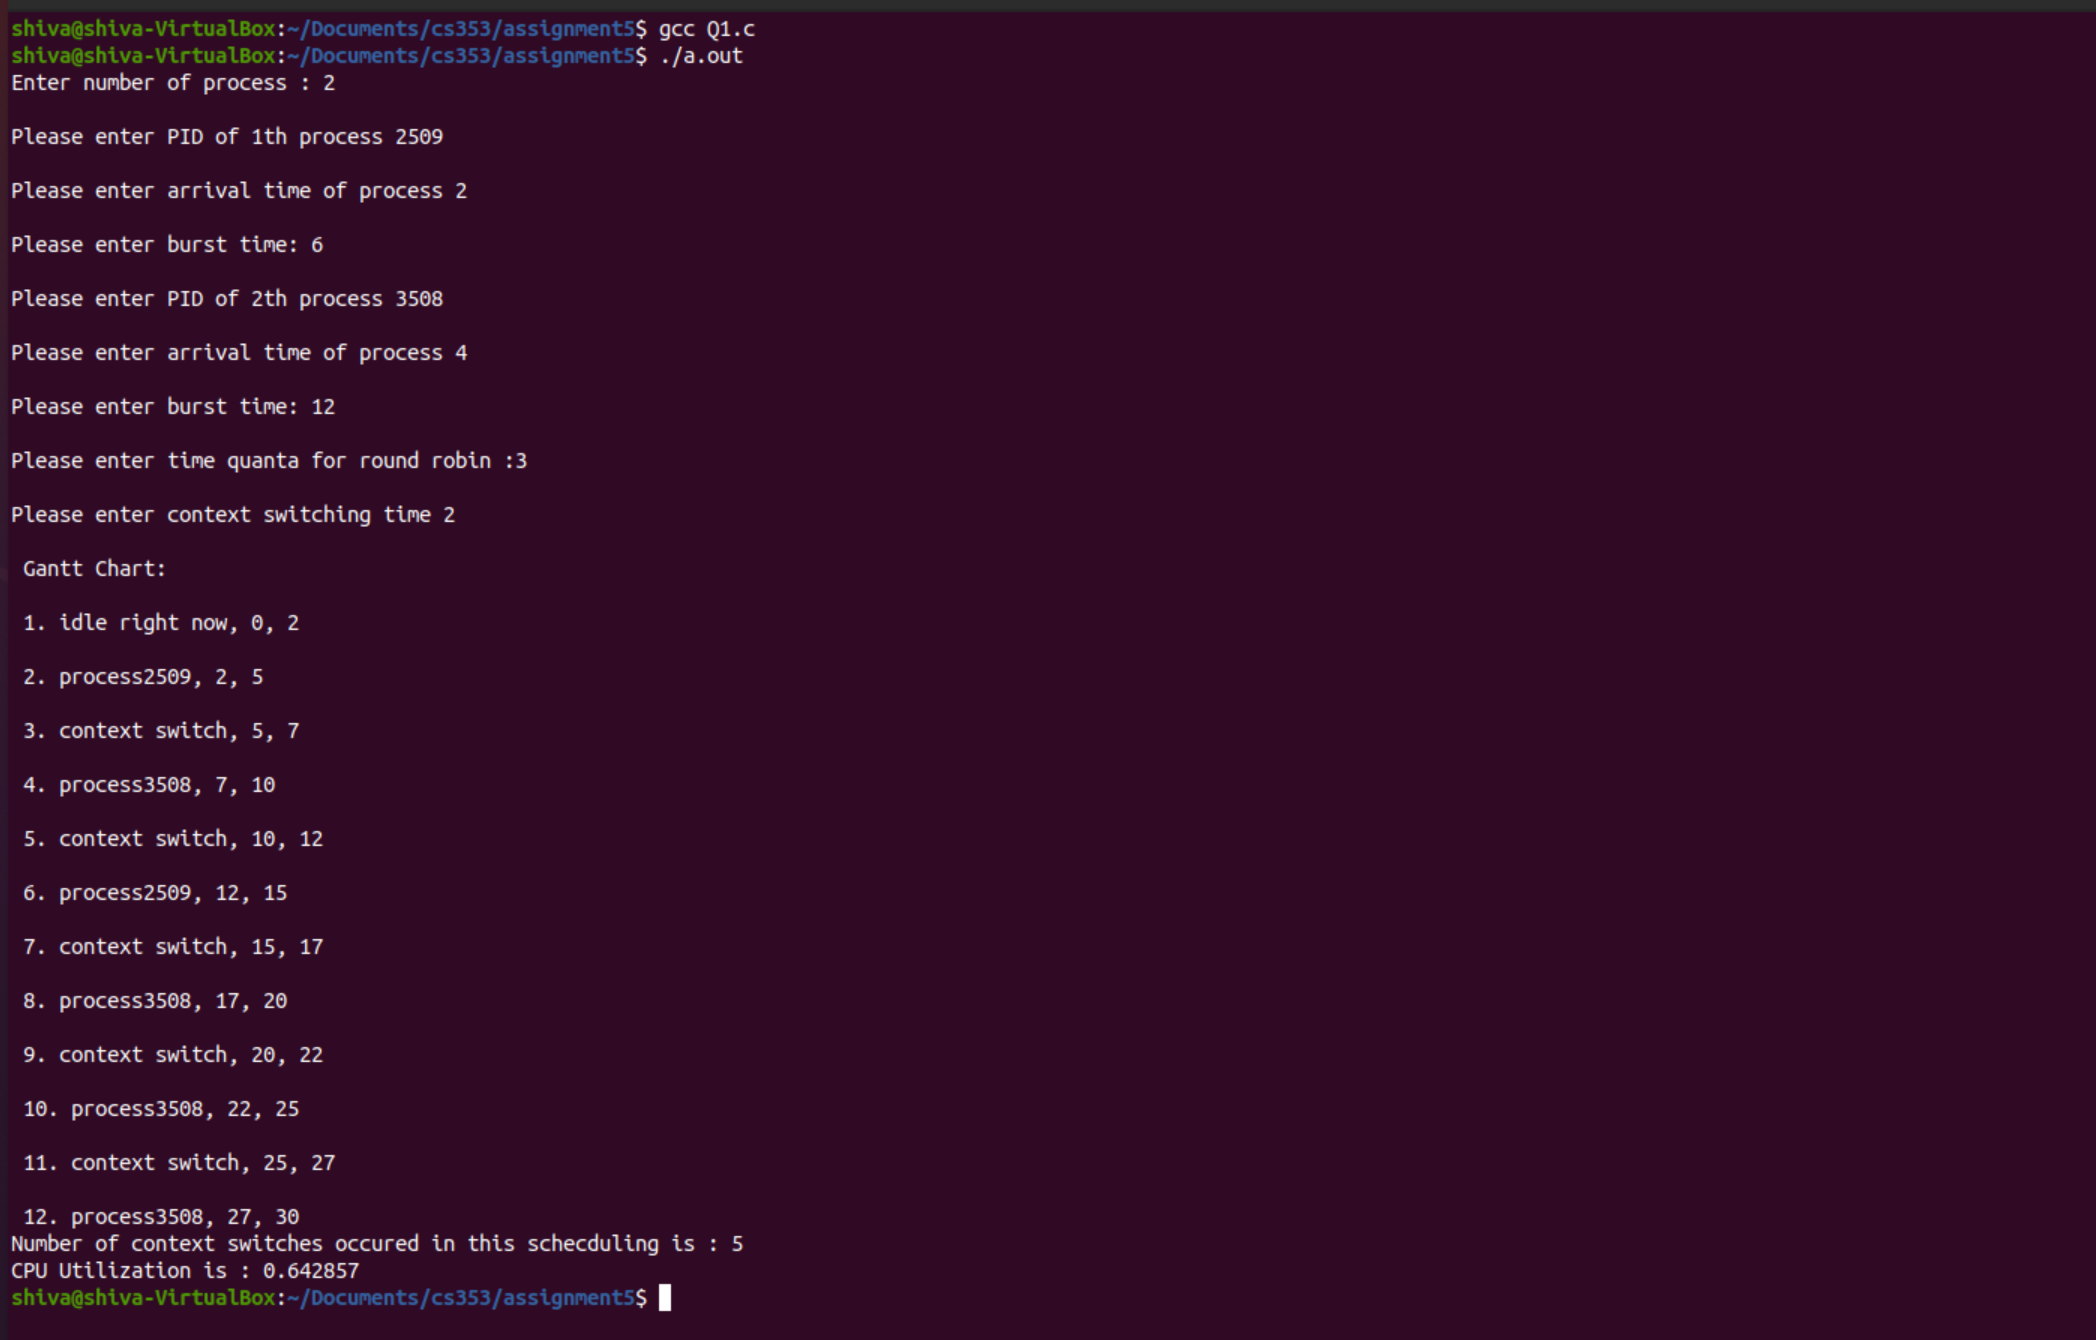 shiva@shiva-VirtualBox:~/Documents/cs353/assignment5$ gcc Q1.c
shiva@shiva-VirtualBox:~/Documents/cs353/assignment5$ ./a.out
Enter number of process : 2
Please enter PID of 1th process 2509
Please enter arrival time of process 2
Please enter burst time: 6
Please enter PID of 2th process 3508
Please enter arrival time of process 4
Please enter burst time: 12
Please enter time quanta for round robin :3
Please enter context switching time 2
Gantt Chart:
1. idle right now, 0, 2
2. process2509, 2, 5
3. context switch, 5, 7
4. process3508, 7, 10
5. context switch, 10, 12
6. process2509, 12, 15
7. context switch, 15, 17
8. process3508, 17, 20
9. context switch, 20, 22
10. process3508, 22, 25
11. context switch, 25, 27
12. process3508, 27, 30
Number of context switches occured in this schecduling is : 5
CPU Utilization is : 0.642857
shiva@shiva-VirtualBox:~/Documents/cs353/assignment5$